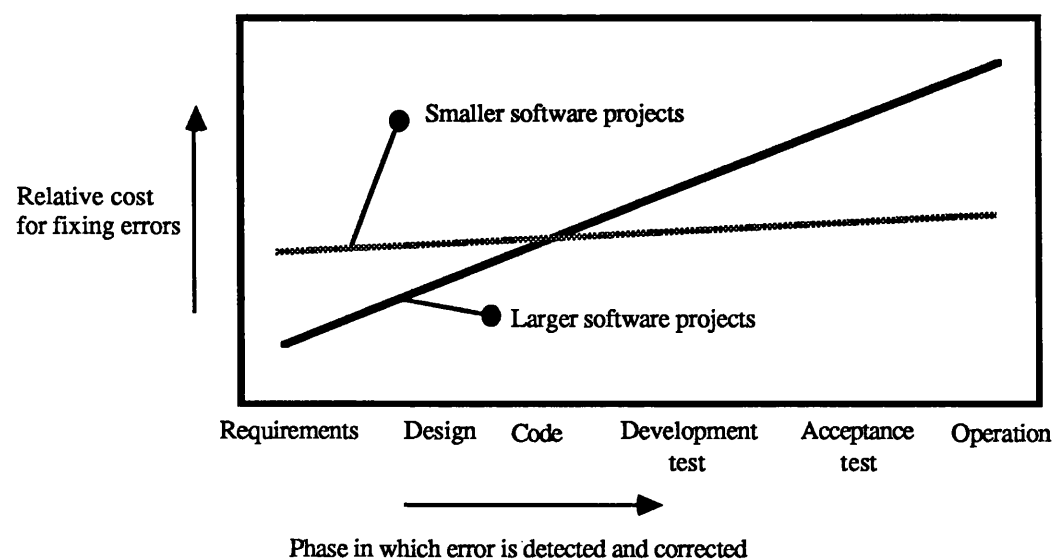 Smaller software projects
Relative cost
for fixing errors
Larger software projects
Requirements
Design
Code
Development
test
Acceptance
test
Operation
Phase in which error is detected and corrected